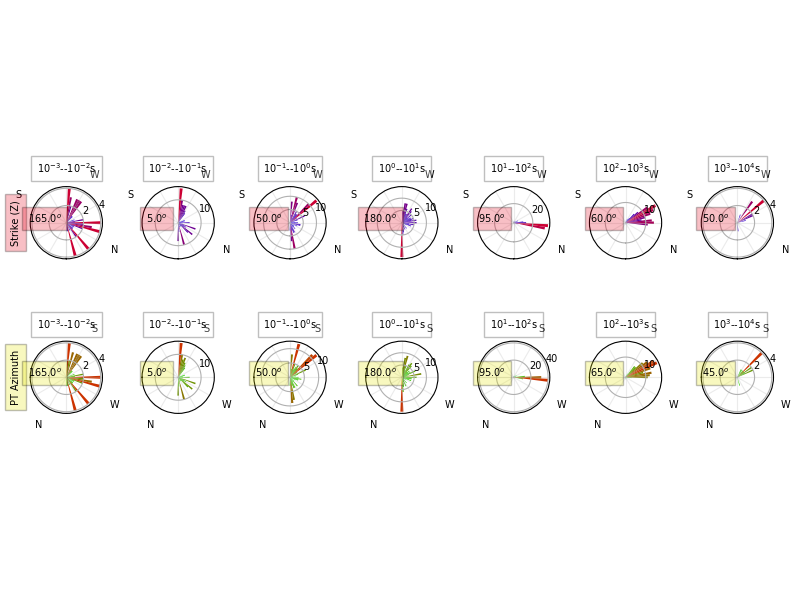 10⁻³--10⁻²s 10⁻²--10⁻¹s 10⁻¹--10⁰s 10⁰--10¹s 10¹--10²s 10²--10³s 10³--10⁴s
W W W W W W W
S S S S S S S
Strike (Z)
165.0° 5.0° 50.0° 180.0° 95.0° 60.0° 50.0°
2 4 10 5 10 5 10 20 5 10 2 4
N N N N N N N
10⁻³--10⁻²s 10⁻²--10⁻¹s 10⁻¹--10⁰s 10⁰--10¹s 10¹--10²s 10²--10³s 10³--10⁴s
S S S S S S S
PT Azimuth
165.0° 5.0° 50.0° 180.0° 95.0° 65.0° 45.0°
2 4 10 5 10 5 10 20 40 10 2 4
W W W W W W W
N N N N N N N